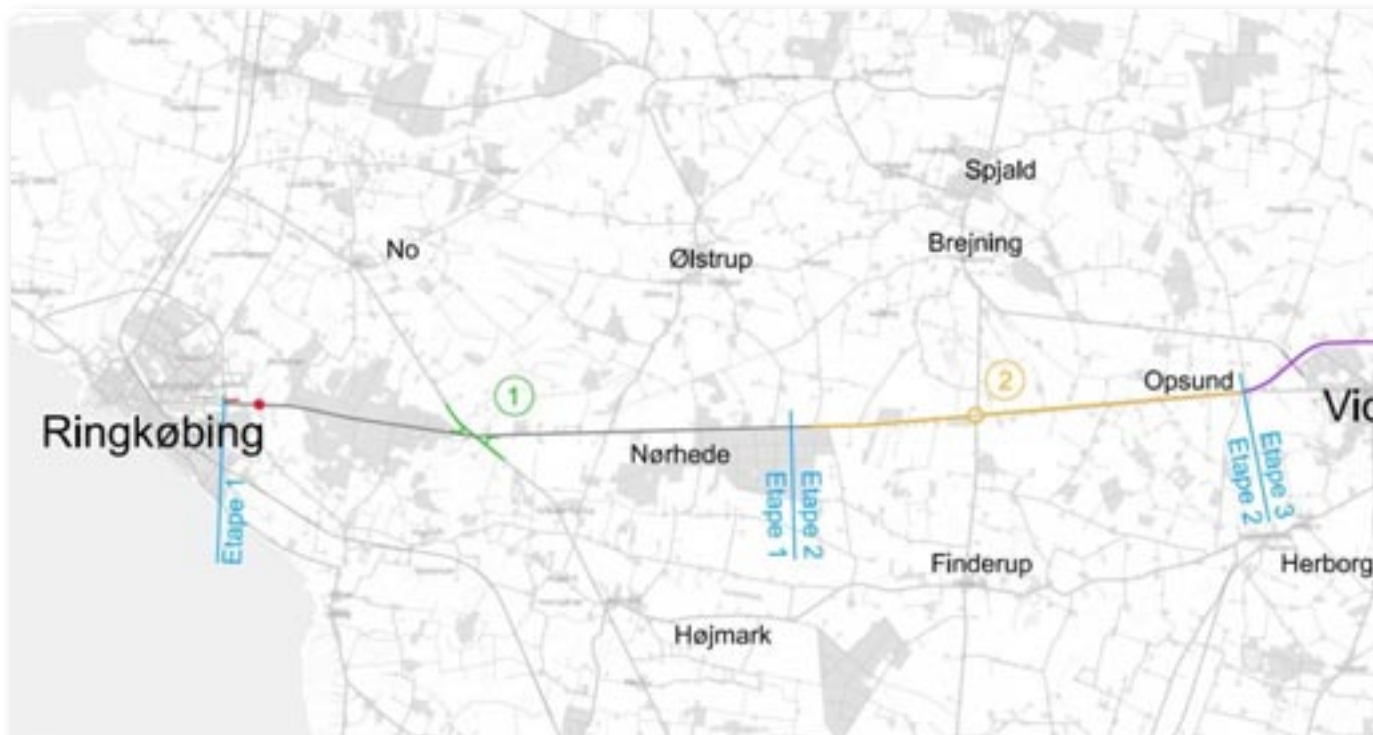 Spjald
No
Ølstrup
Brejning
1
2
Opsund
Ringkøbing
Vid
Nørhede
Etape 1
Etape 1
Etape 2
Etape 2
Etape 3
Finderup
Herborg
Højmark